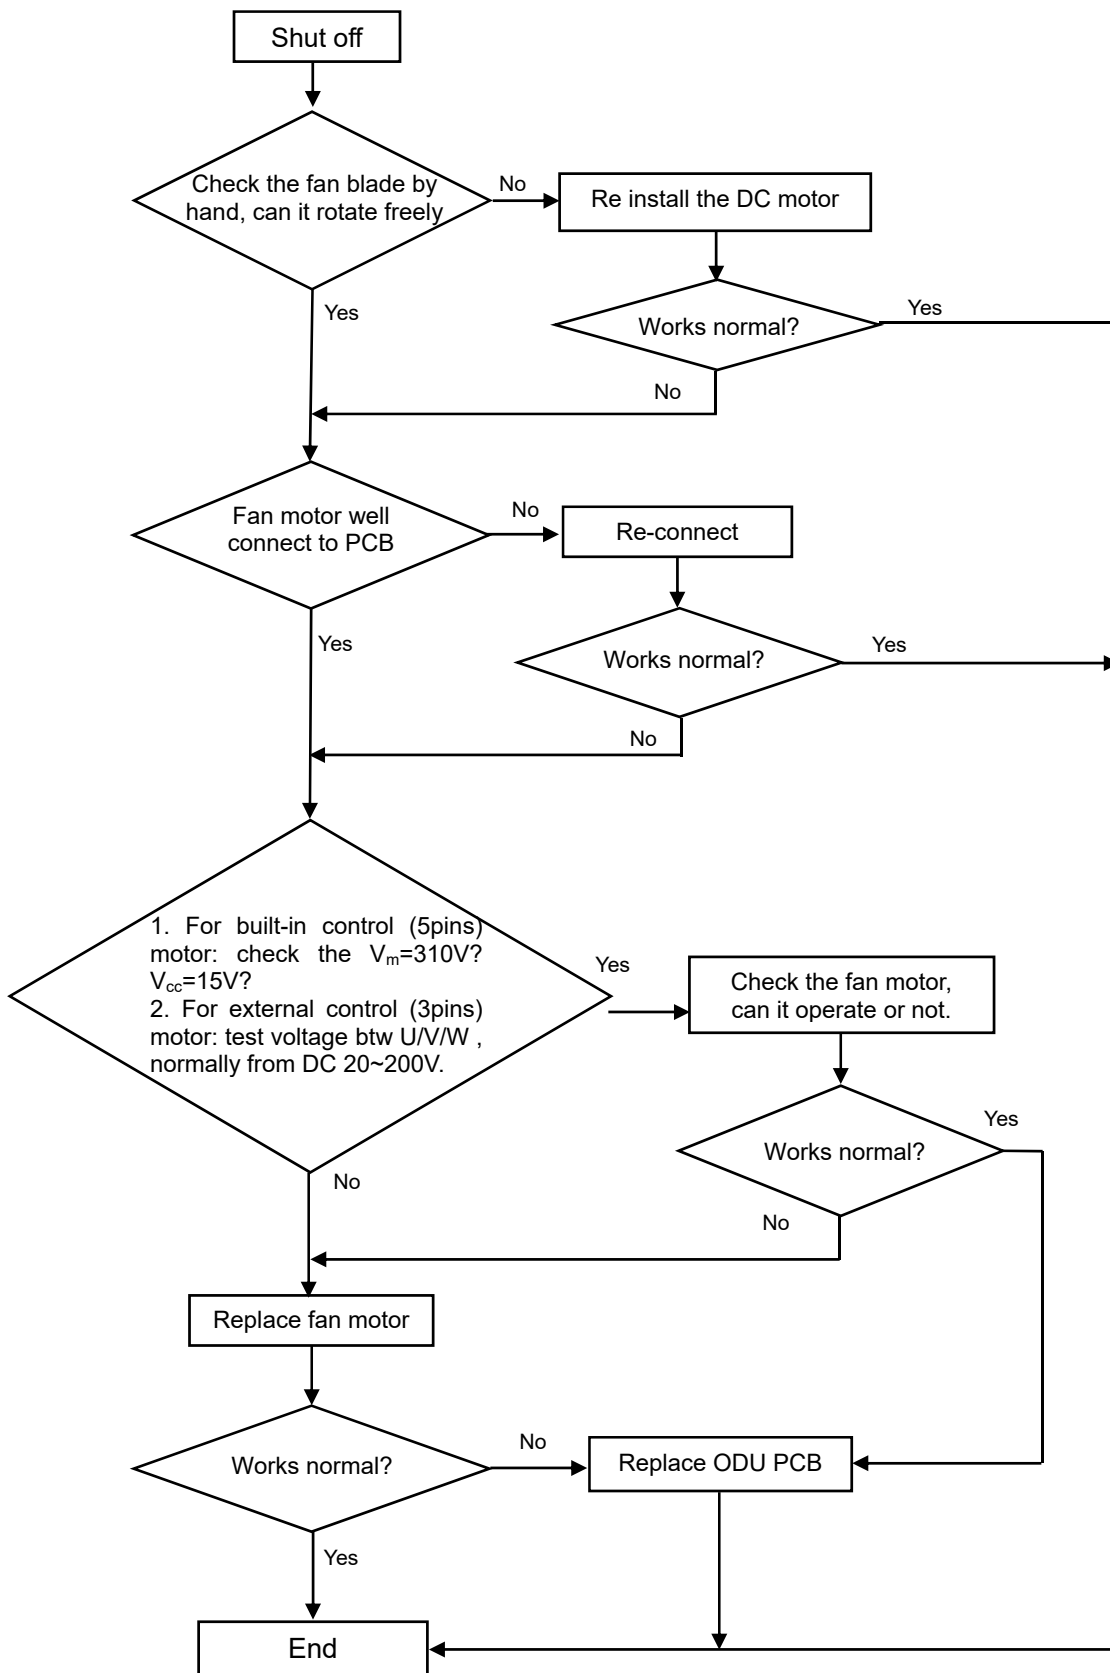 Shut off
Check the fan blade by
hand, can it rotate freely
No
Re install the DC motor
Yes
Works normal?
Yes
No
Fan motor well
connect to PCB
No
Re-connect
Yes
Works normal?
Yes
No
1. For built-in control (5pins)
motor: check the Vm=310V?
Vcc=15V?
2. For external control (3pins)
motor: test voltage btw U/V/W ,
normally from DC 20~200V.
Yes
Check the fan motor,
can it operate or not.
Works normal?
Yes
No
No
Replace fan motor
Works normal?
No
Replace ODU PCB
Yes
End